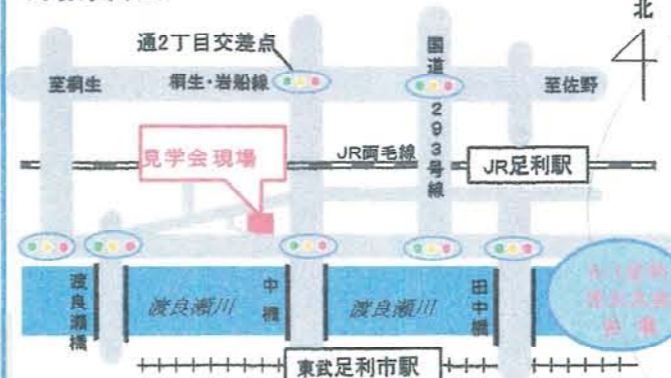 北
通2丁目交差点
至桐生
桐生・岩船線
国道293号線
至佐野
見学会現場
JR両毛線
JR足利駅
渡良瀬橋
渡良瀬川
中橋
渡良瀬川
田中橋
東武足利市駅